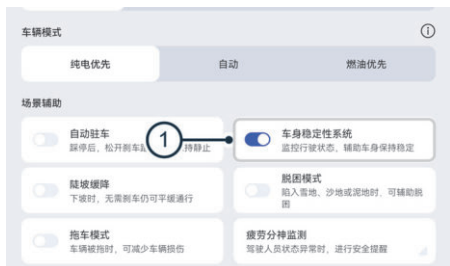 车辆模式
纯电优先 自动 燃油优先
场景辅助
自动驻车
踩停后，松开刹车 持静止
1
车身稳定性系统
监控行驶状态，辅助车身保持稳定
陡坡缓降
下坡时，无需刹车仍可平缓通行
脱困模式
陷入雪地、沙地或泥地时，可辅助脱
困
拖车模式
车辆被拖时，可减少车辆损伤
疲劳分神监测
驾驶人员状态异常时，进行安全提醒